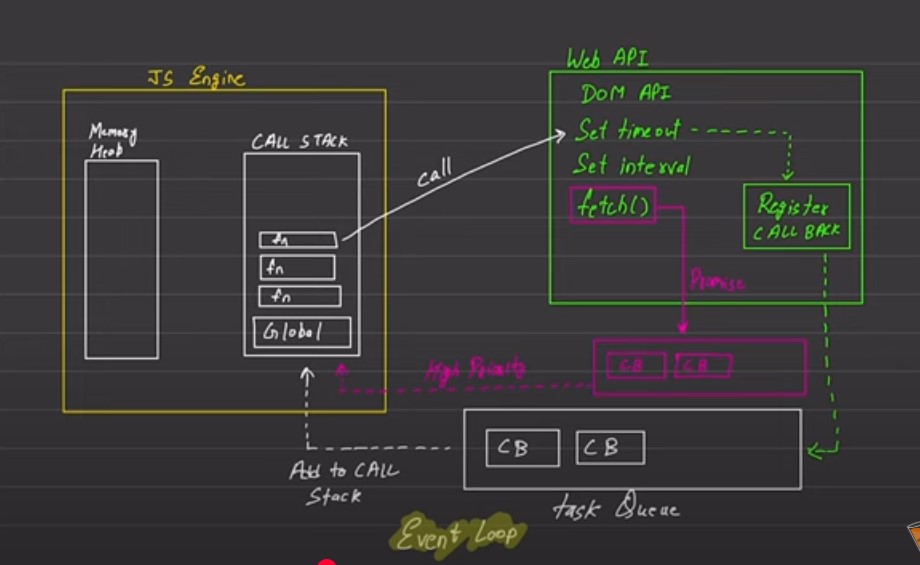 JS Engine
Memory
Heab
CALL STACK
fn
fn
fn
Global
call
Web API
DOM API
Set timeout
Set interval
fetch()
Register
CALL BACK
Promise
CB
CB
High Priority
CB
CB
Add to CALL
Stack
task Queue
Event Loop